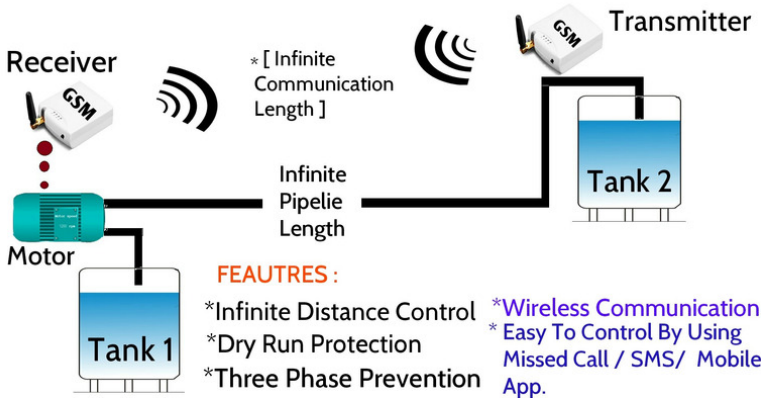 Transmitter
GSM
Receiver
GSM
* [ Infinite
Communication
Length ]
Infinite
Pipelie
Length
Tank 2
Motor
Tank 1
FEAUTRES :
*Infinite Distance Control
*Dry Run Protection
*Three Phase Prevention
*Wireless Communication
* Easy To Control By Using
Missed Call / SMS/ Mobile
App.